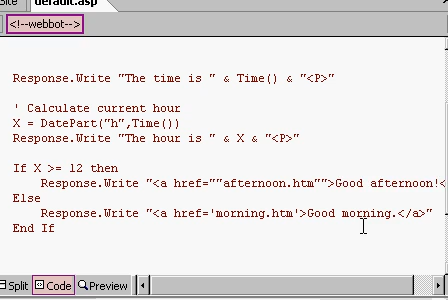 Site default.asp
<!--webbot-->
Response.Write "The time is " & Time() & "<P>"
' Calculate current hour
X = DatePart("h",Time())
Response.Write "The hour is " & X & "<P>"
If X >= 12 then
Response.Write "<a href=""afternoon.htm"">Good afternoon!<
Else
Response.Write "<a href='morning.htm'>Good morning.</a>"
End If
Split Code Preview